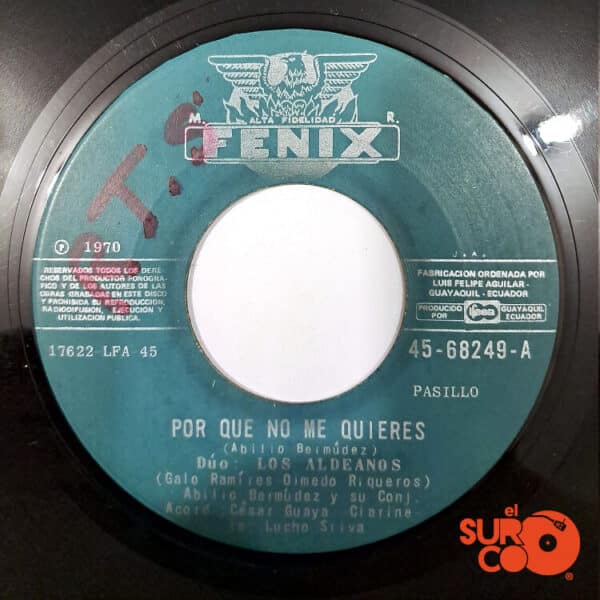 M. ALTA FIDELIDAD R.
FENIX
P.T.S.
℗ 1970
J.A.
RESERVADOS TODOS LOS DERE-
CHOS DEL PRODUCTOR FONOGRA-
FICO Y DE LOS AUTORES DE LAS
OBRAS GRABADAS EN ESTE DISCO
Y PROHIBIDA SU REPRODUCCION,
RADIODIFUSION, EJECUCION Y
UTILIZACION PUBLICA.
FABRICACION ORDENADA POR
LUIS FELIPE AGUILAR -
GUAYAQUIL - ECUADOR
PRODUCIDO POR
GUAYAQUIL ECUADOR
17622-LFA-45
45-68249-A
PASILLO
POR QUE NO ME QUIERES
(Abilio Bermúdez)
Dúo: LOS ALDEANOS
(Galo Ramíres Olmedo Riqueros)
Abilio Bermúdez y su Conj.
Acord.: César Guaya Clarine-
te: Lucho Silva
el
SURCO